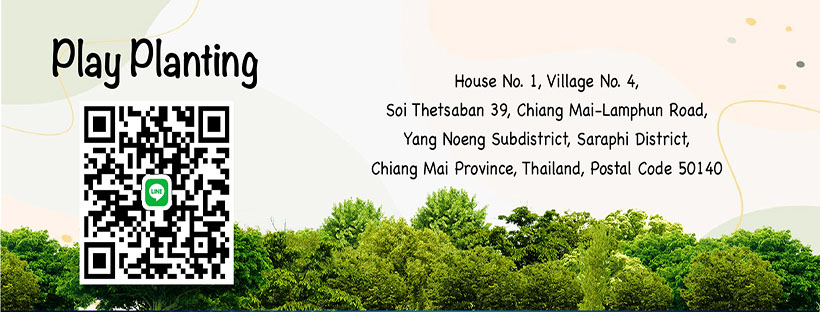 Play Planting
LINE
House No. 1, Village No. 4,
Soi Thetsaban 39, Chiang Mai-Lamphun Road,
Yang Noeng Subdistrict, Saraphi District,
Chiang Mai Province, Thailand, Postal Code 50140